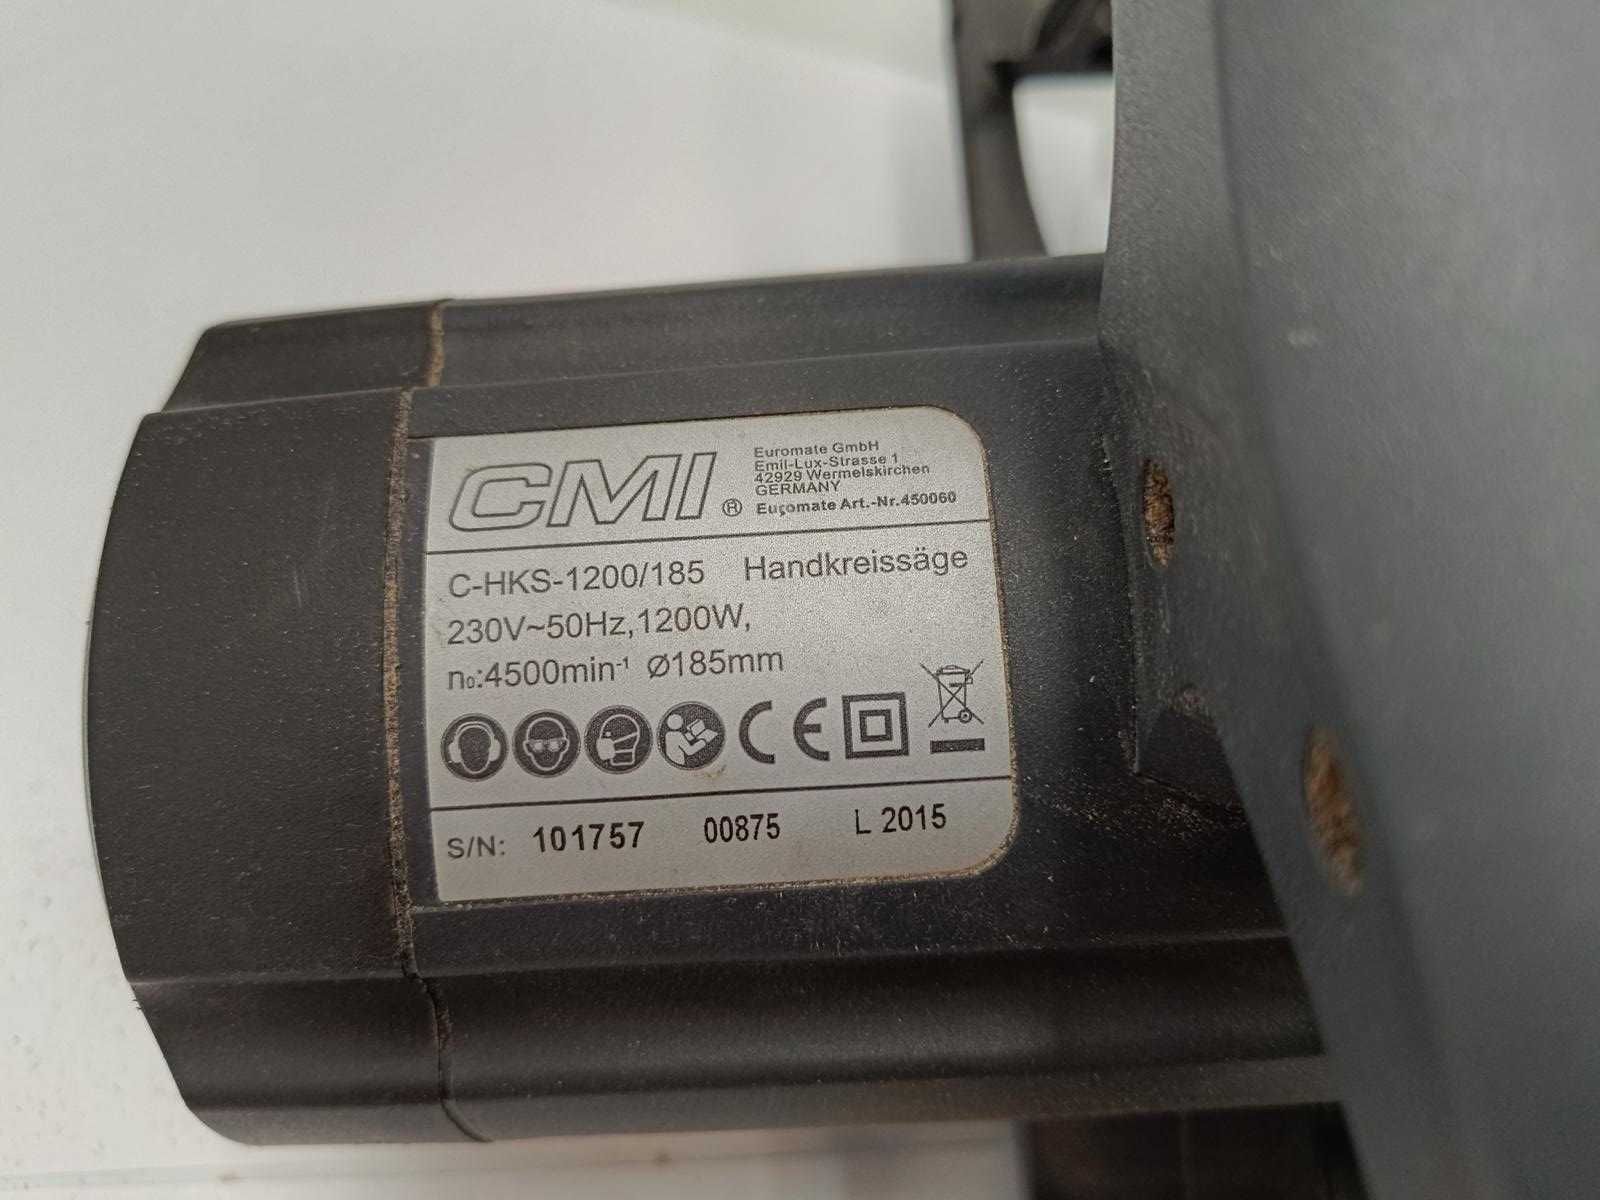 CMI ®
Euromate GmbH
Emil-Lux-Strasse 1
42929 Wermelskirchen
GERMANY
Euromate Art.-Nr.450060
C-HKS-1200/185 Handkreissäge
230V~50Hz,1200W,
n₀:4500min⁻¹ Ø185mm
CE
S/N: 101757 00875 L 2015